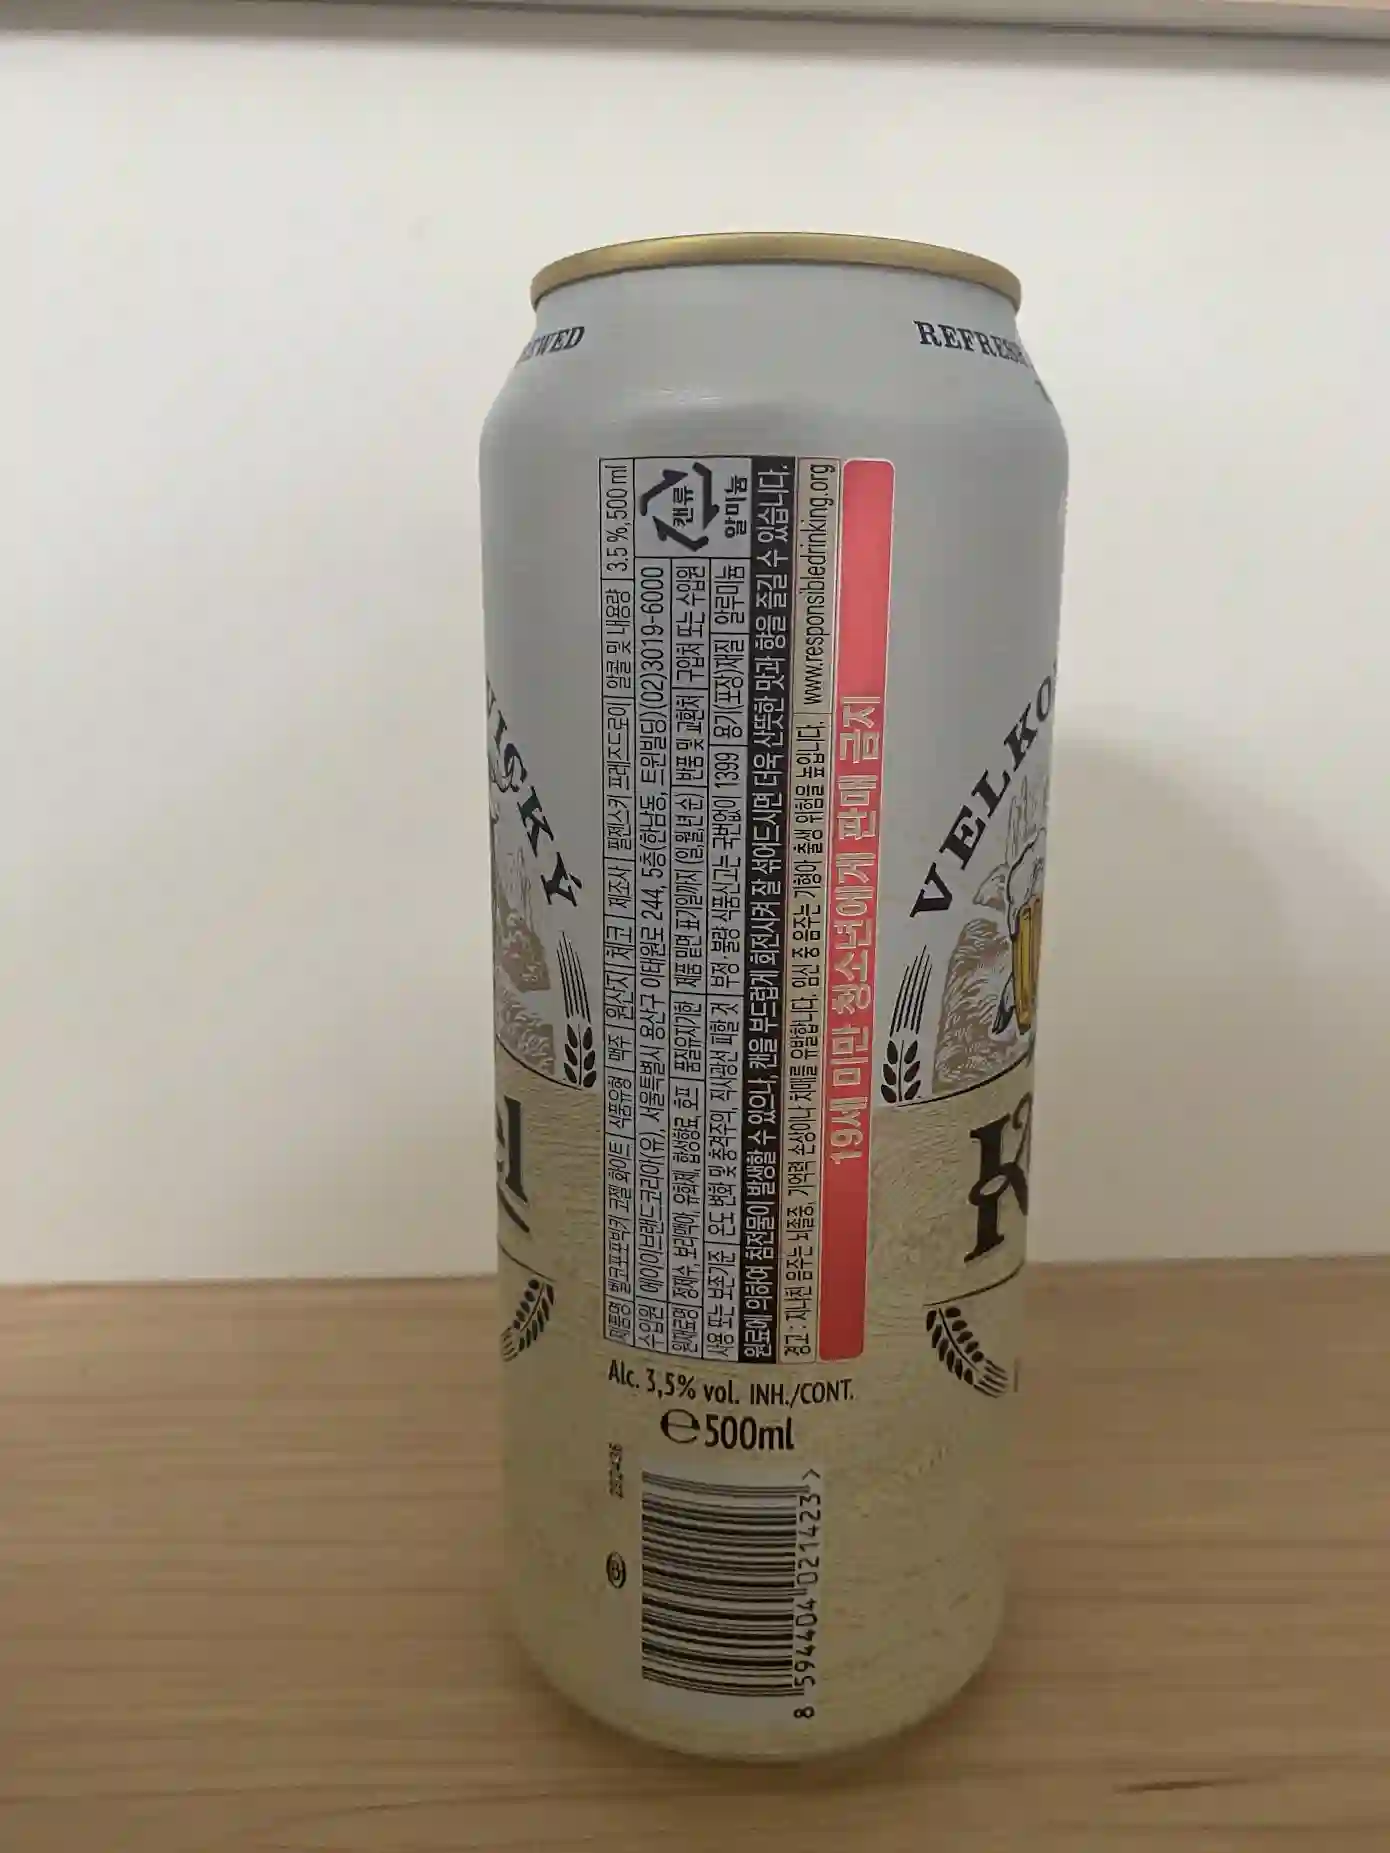 REFRESH
VELKO
제품명 벨코포포빅키 코젤 화이트 식품유형 맥주 원산지 체코 제조사 필젠스키 프레즈드로이 알콜 및 내용량 3.5 %, 500 ml
수입원 에이이브랜드코리아(유), 서울특별시 용산구 이태원로 244, 5층(한남동, 트윈빌딩)(02)3019-6000
원재료명 정제수, 보리맥아, 유화제, 합성향료, 호프 품질유지기한 제품 밑면 표기일까지 (일,월,년 순) 반품 및 교환처 구입처 또는 수입원
사용 또는 보존기준 온도 변화 및 충격주의, 직사광선 피할 것 부정·불량 식품신고는 국번없이 1399 용기(포장)재질 알루미늄
캔류
알미늄
원료에 의하여 침전물이 발생할 수 있으나, 캔을 부드럽게 회전시켜 잘 섞어드시면 더욱 산뜻한 맛과 향을 즐길 수 있습니다.
경고 : 지나친 음주는 뇌졸중, 기억력 손상이나 치매를 유발합니다. 임신 중 음주는 기형아 출생 위험을 높입니다. www.responsibledrinking.org
19세 미만 청소년에게 판매 금지
Alc. 3,5% vol. INH./CONT.
℮500ml
8 594404 021423 >